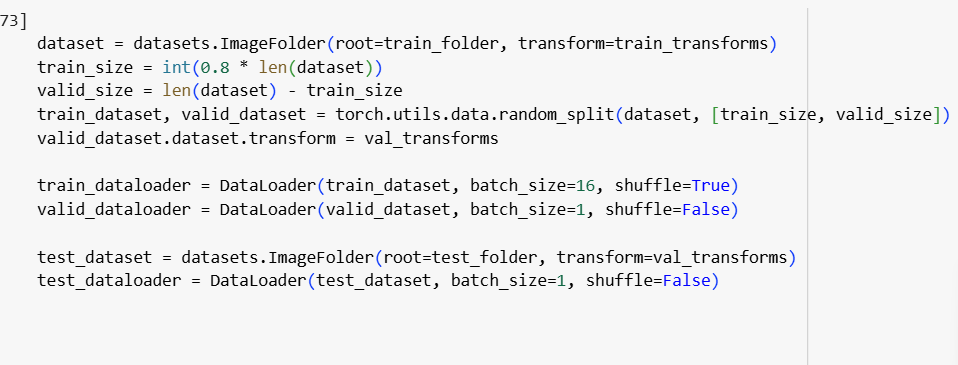 73]
dataset = datasets.ImageFolder(root=train_folder, transform=train_transforms)
train_size = int(0.8 * len(dataset))
valid_size = len(dataset) - train_size
train_dataset, valid_dataset = torch.utils.data.random_split(dataset, [train_size, valid_size])
valid_dataset.dataset.transform = val_transforms
train_dataloader = DataLoader(train_dataset, batch_size=16, shuffle=True)
valid_dataloader = DataLoader(valid_dataset, batch_size=1, shuffle=False)
test_dataset = datasets.ImageFolder(root=test_folder, transform=val_transforms)
test_dataloader = DataLoader(test_dataset, batch_size=1, shuffle=False)